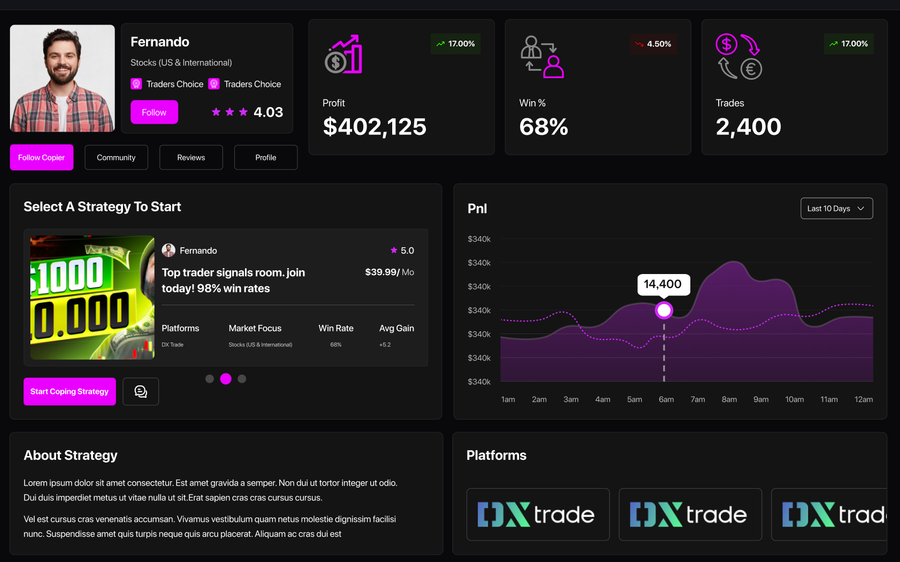 Fernando
Stocks (US & International)
Traders Choice
Traders Choice
Follow
4.03
Follow Copier
Community
Reviews
Profile
17.00%
Profit
$402,125
4.50%
Win %
68%
17.00%
Trades
2,400
Select A Strategy To Start
$1000
0.000
Fernando
5.0
Top trader signals room. join
today! 98% win rates
$39.99/ Mo
Platforms
Market Focus
Win Rate
Avg Gain
DX Trade
Stocks (US & International)
68%
+5.2
Start Coping Strategy
Pnl
Last 10 Days
$340k
$340k
$340k
$340k
$340k
$340k
$340k
14,400
1am
2am
3am
4am
5am
6am
7am
8am
9am
10am
11am
12am
About Strategy
Lorem ipsum dolor sit amet consectetur. Est amet gravida a semper. Non dui ut tortor integer ut odio.
Dui duis imperdiet metus ut vitae nulla ut sit.Erat sapien cras cras cursus cursus.
Vel est cursus cras venenatis accumsan. Vivamus vestibulum quam netus molestie dignissim facilisi
nunc. Suspendisse amet quis turpis neque quis arcu placerat. Aliquam ac cras dui est
Platforms
DX trade
DX trade
DX trad